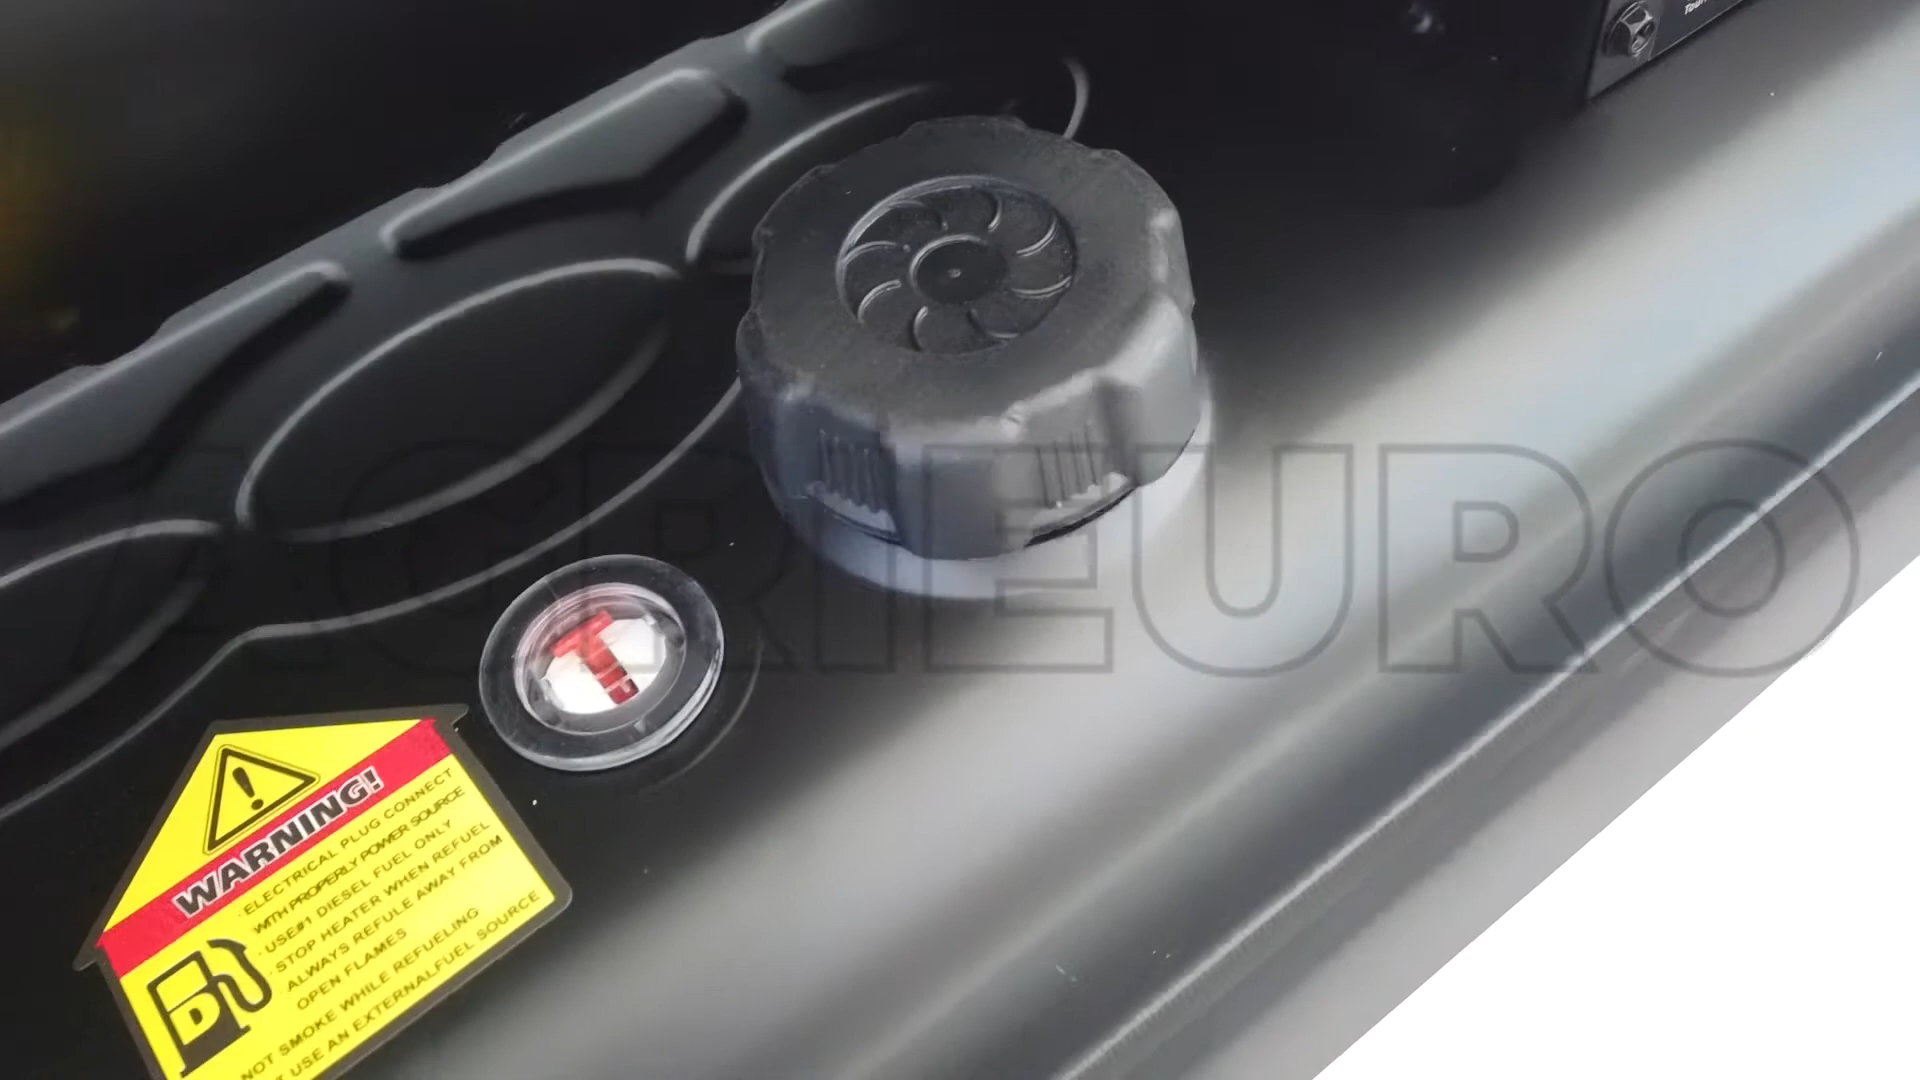 AGRIEURO
WARNING!
· ELECTRICAL PLUG CONNECT
WITH PROPERLY POWER SOURCE
· USE#1 DIESEL FUEL ONLY
· STOP HEATER WHEN REFUEL
· ALWAYS REFULE AWAY FROM
OPEN FLAMES
NOT SMOKE WHILE REFUELING
USE AN EXTERNALFUEL SOURCE
D